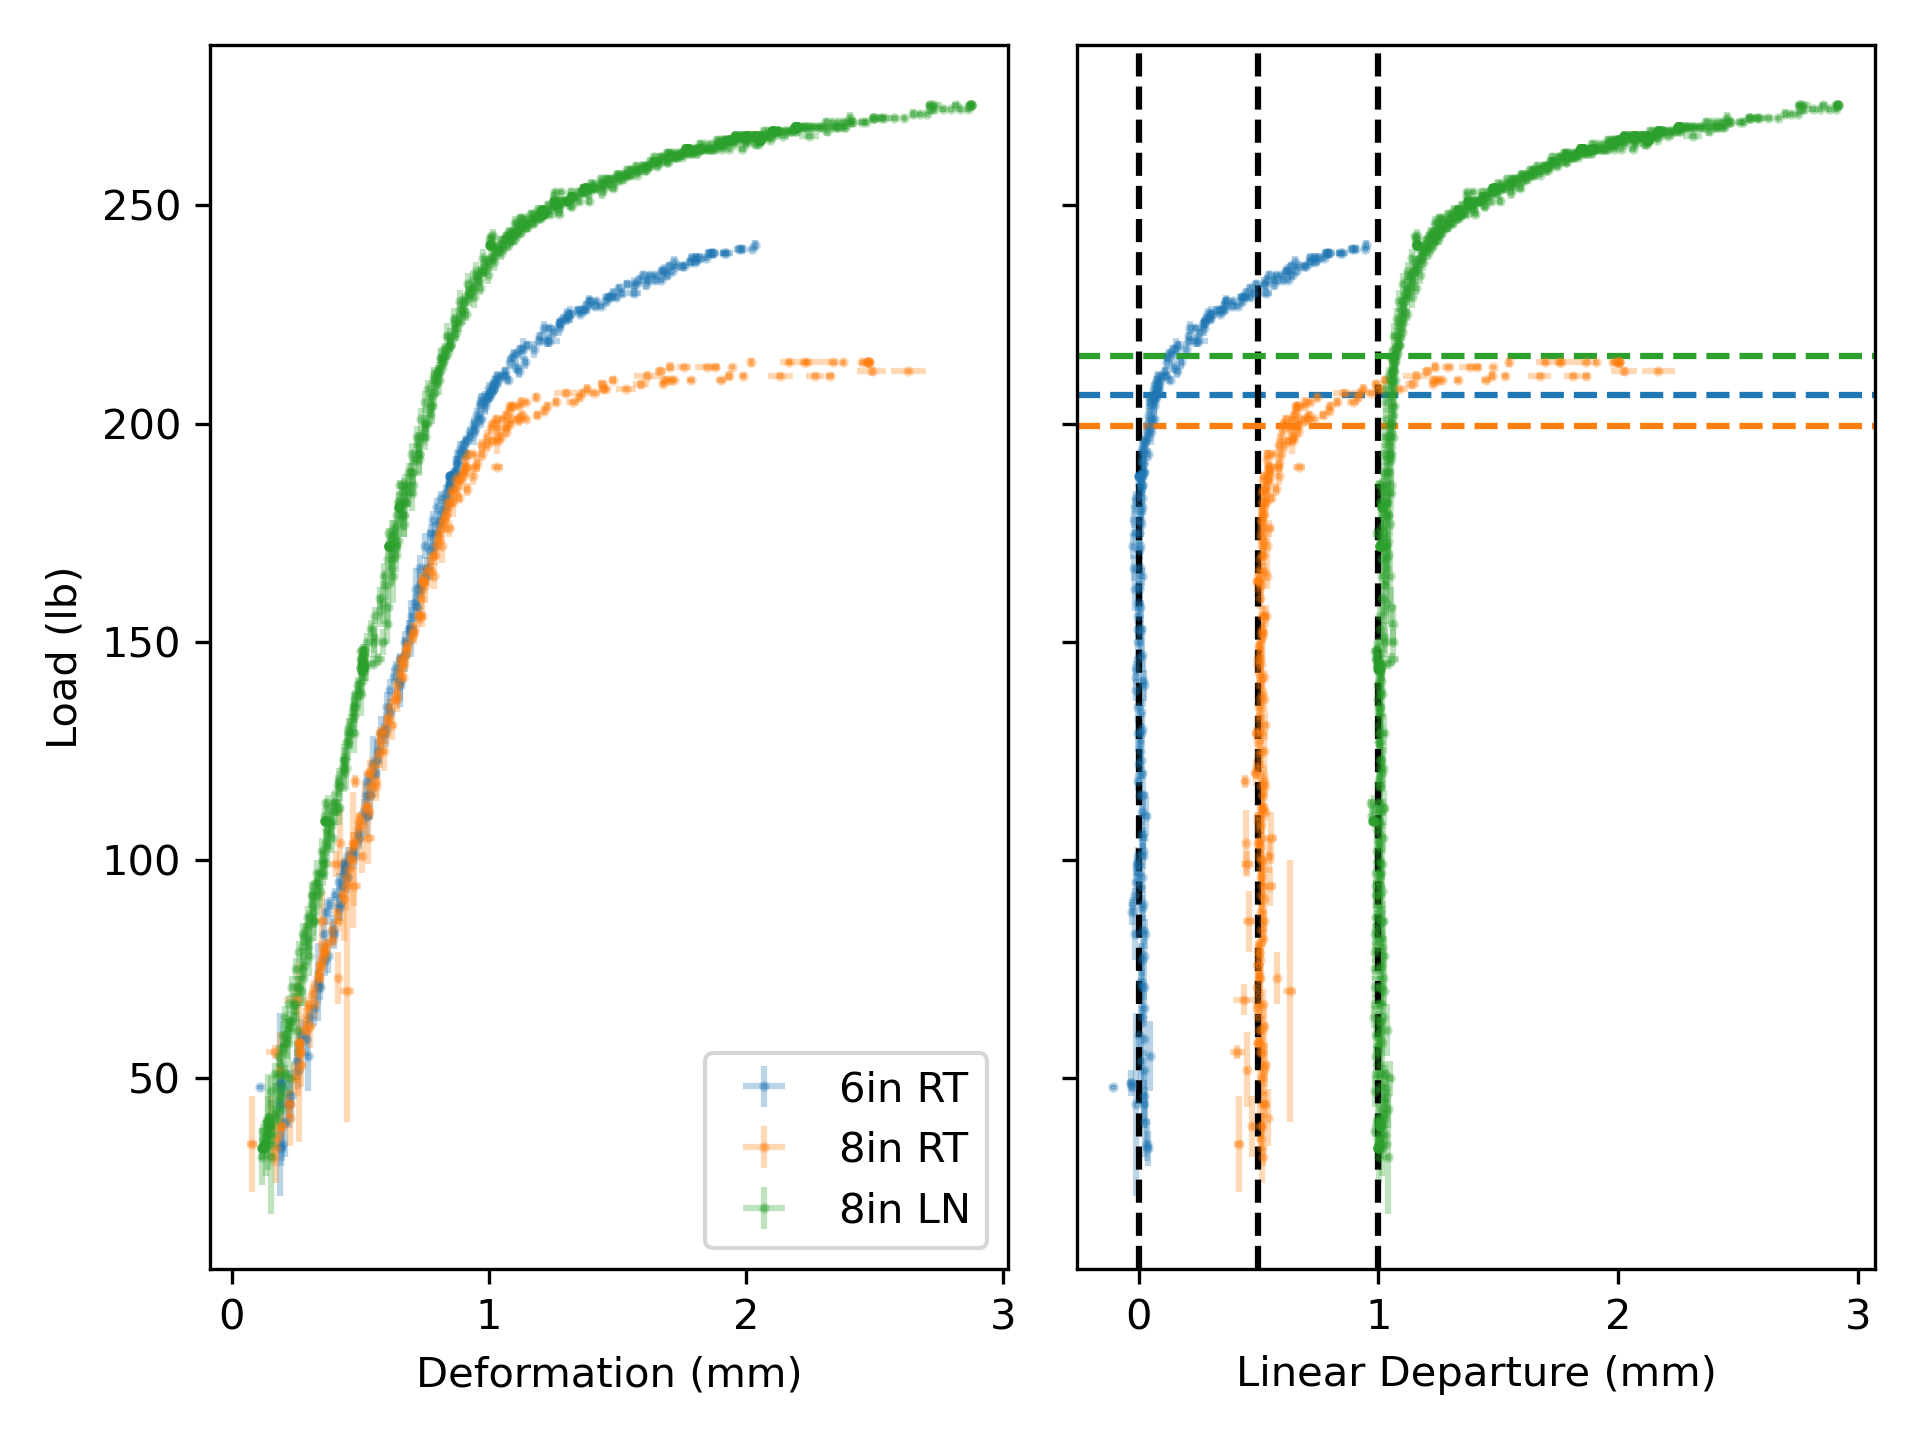 Load (lb)
250
200
150
100
50
0 1 2 3
Deformation (mm)
6in RT
8in RT
8in LN
0 1 2 3
Linear Departure (mm)